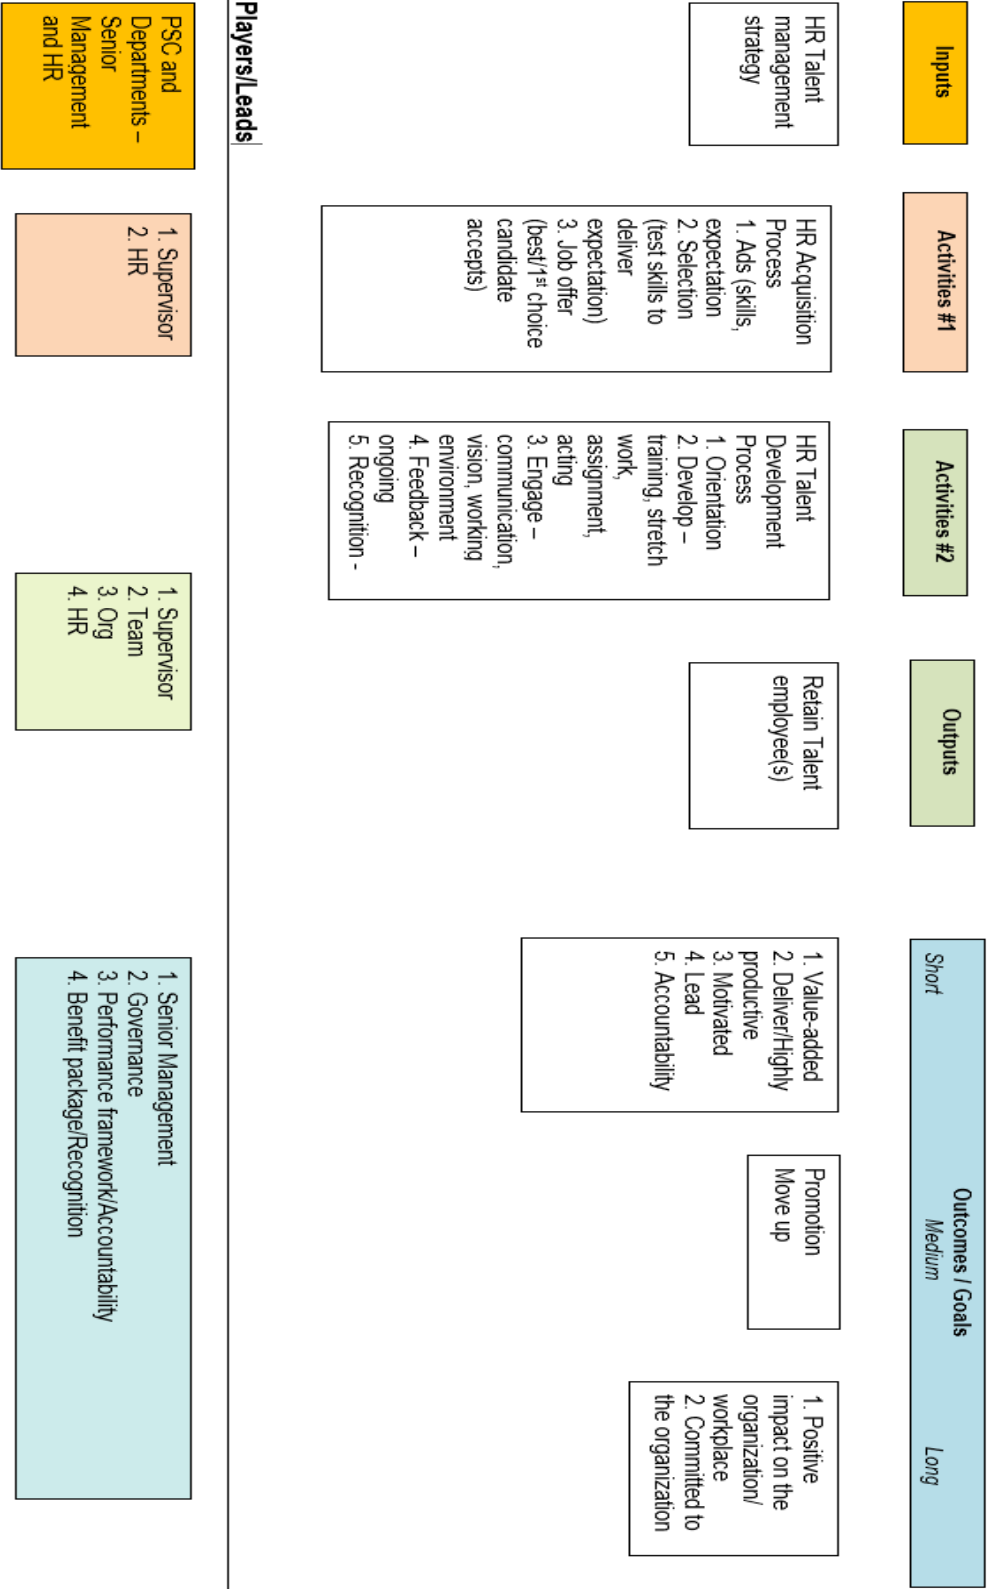 Inputs
Activities #1
Activities #2
Outputs
Outcomes / Goals
Short
Medium
Long
HR Talent
management
strategy
HR Acquisition
Process
1. Ads (skills,
expectation
2. Selection
(test skills to
deliver
expectation)
3. Job offer
(best/1st choice
candidate
accepts)
HR Talent
Development
Process
1. Orientation
2. Develop –
training, stretch
work,
assignment,
acting
3. Engage –
communication,
vision, working
environment
4. Feedback –
ongoing
5. Recognition -
Retain Talent
employee(s)
1. Value-added
2. Deliver/Highly
productive
3. Motivated
4. Lead
5. Accountability
Promotion
Move up
1. Positive
impact on the
organization/
workplace
2. Committed to
the organization
Players/Leads
PSC and
Departments –
Senior
Management
and HR
1. Supervisor
2. HR
1. Supervisor
2. Team
3. Org
4. HR
1. Senior Management
2. Governance
3. Performance framework/Accountability
4. Benefit package/Recognition